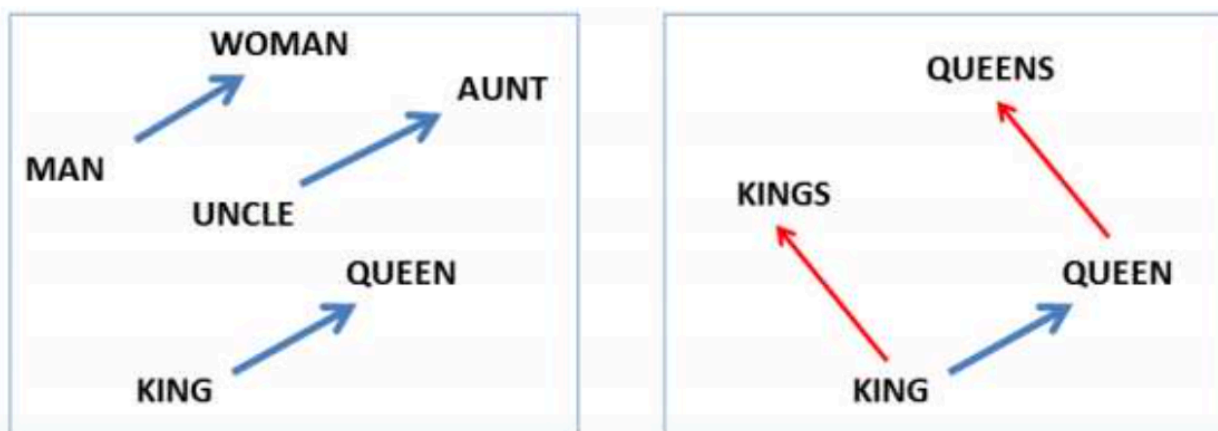 WOMAN
AUNT
MAN
UNCLE
QUEEN
KING
QUEENS
KINGS
QUEEN
KING